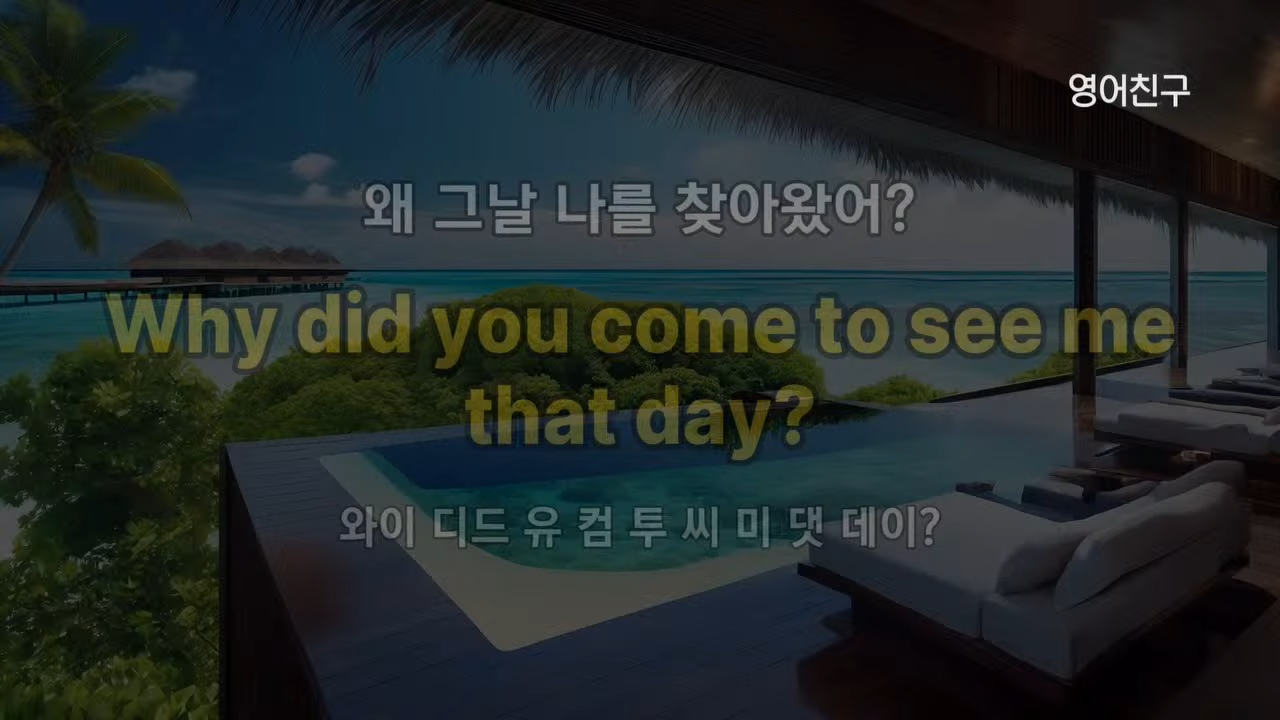 영어친구
왜 그날 나를 찾아왔어?
Why did you come to see me
that day?
와이 디드 유 컴 투 씨 미 댓 데이?